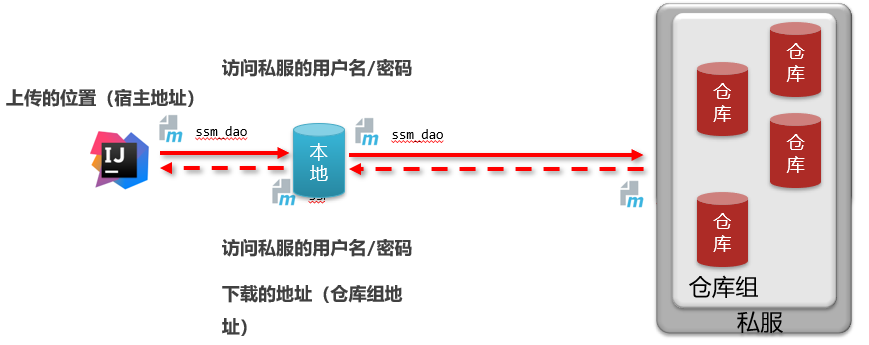 访问私服的用户名/密码
上传的位置（宿主地址）
m
ssm_dao
m
ssm_dao
IJ
本地
m
m
仓库
仓库
仓库
仓库
访问私服的用户名/密码
下载的地址（仓库组地
址）
仓库组
私服